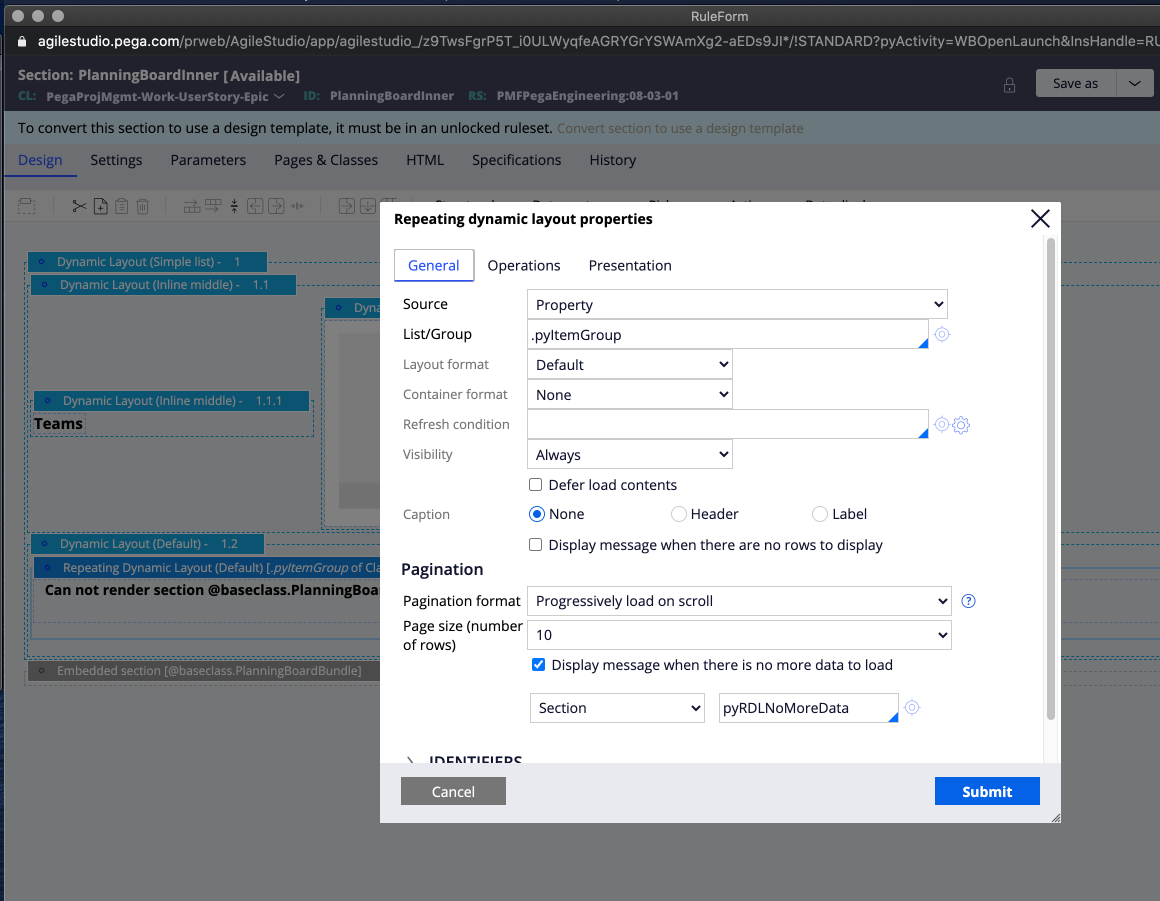 RuleForm
agilestudio.pega.com/prweb/AgileStudio/app/agilestudio_/z9TwsFgrP5T_i0ULWyqfeAGRYGrYSWAmXg2-aEDs9JI*/!STANDARD?pyActivity=WBOpenLaunch&InsHandle=RU
Section: PlanningBoardInner [Available]
CL: PegaProjMgmt-Work-UserStory-Epic ID: PlanningBoardInner RS: PMFPegaEngineering:08-03-01
Save as
To convert this section to use a design template, it must be in an unlocked ruleset. Convert section to use a design template
Design Settings Parameters Pages & Classes HTML Specifications History
Dynamic Layout (Simple list) - 1
Dynamic Layout (Inline middle) - 1.1
Dyna
Dynamic Layout (Inline middle) - 1.1.1
Teams
Dynamic Layout (Default) - 1.2
Repeating Dynamic Layout (Default) [.pyItemGroup of Cla
Can not render section @baseclass.PlanningBoa
Embedded section [@baseclass.PlanningBoardBundle]
Repeating dynamic layout properties
General Operations Presentation
Source Property
List/Group .pyItemGroup
Layout format Default
Container format None
Refresh condition
Visibility Always
Defer load contents
Caption None Header Label
Display message when there are no rows to display
Pagination
Pagination format Progressively load on scroll ?
Page size (number
of rows) 10
Display message when there is no more data to load
Section pyRDLNoMoreData
IDENTIFIERS
Cancel Submit